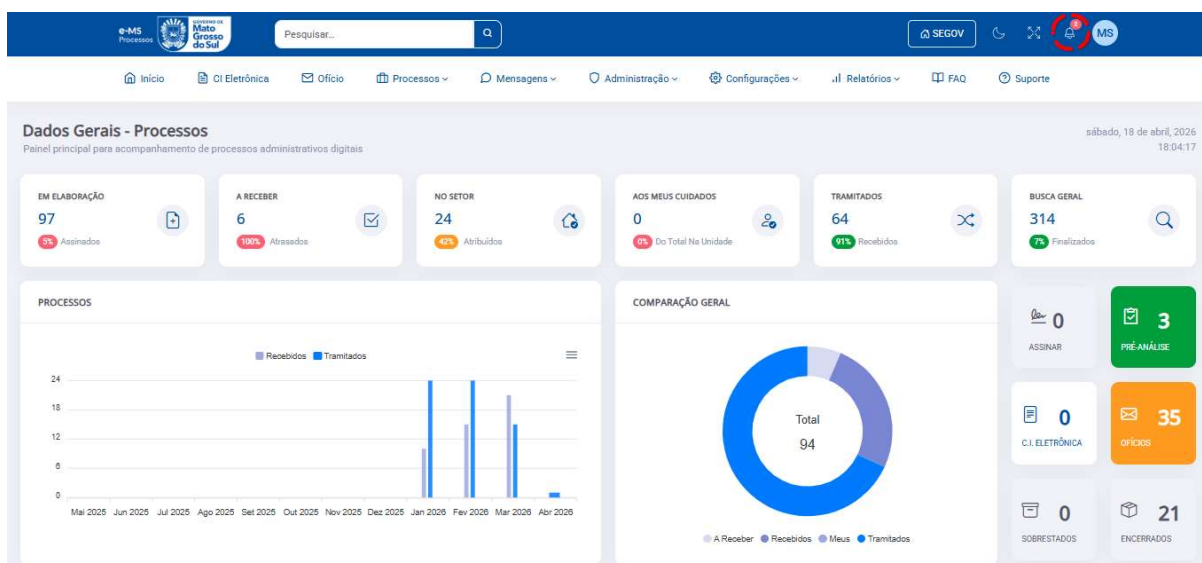 e-MS
Processos
GOVERNO DE
Mato
Grosso
do Sul
Pesquisar...
SEGOV
MS
Início
CI Eletrônica
Ofício
Processos
Mensagens
Administração
Configurações
Relatórios
FAQ
Suporte
Dados Gerais - Processos
Painel principal para acompanhamento de processos administrativos digitais
sábado, 18 de abril, 2026
18:04:17
EM ELABORAÇÃO
97
5% Assinados
A RECEBER
6
100% Atrasados
NO SETOR
24
42% Atribuídos
AOS MEUS CUIDADOS
0
0% Do Total Na Unidade
TRAMITADOS
64
91% Recebidos
BUSCA GERAL
314
7% Finalizados
PROCESSOS
Recebidos Tramitados
24
18
12
6
0
Mai 2025 Jun 2025 Jul 2025 Ago 2025 Set 2025 Out 2025 Nov 2025 Dez 2025 Jan 2026 Fev 2026 Mar 2026 Abr 2026
COMPARAÇÃO GERAL
Total
94
A Receber Recebidos Meus Tramitados
0
ASSINAR
3
PRÉ-ANÁLISE
0
C.I. ELETRÔNICA
35
OFÍCIOS
0
SOBRESTADOS
21
ENCERRADOS